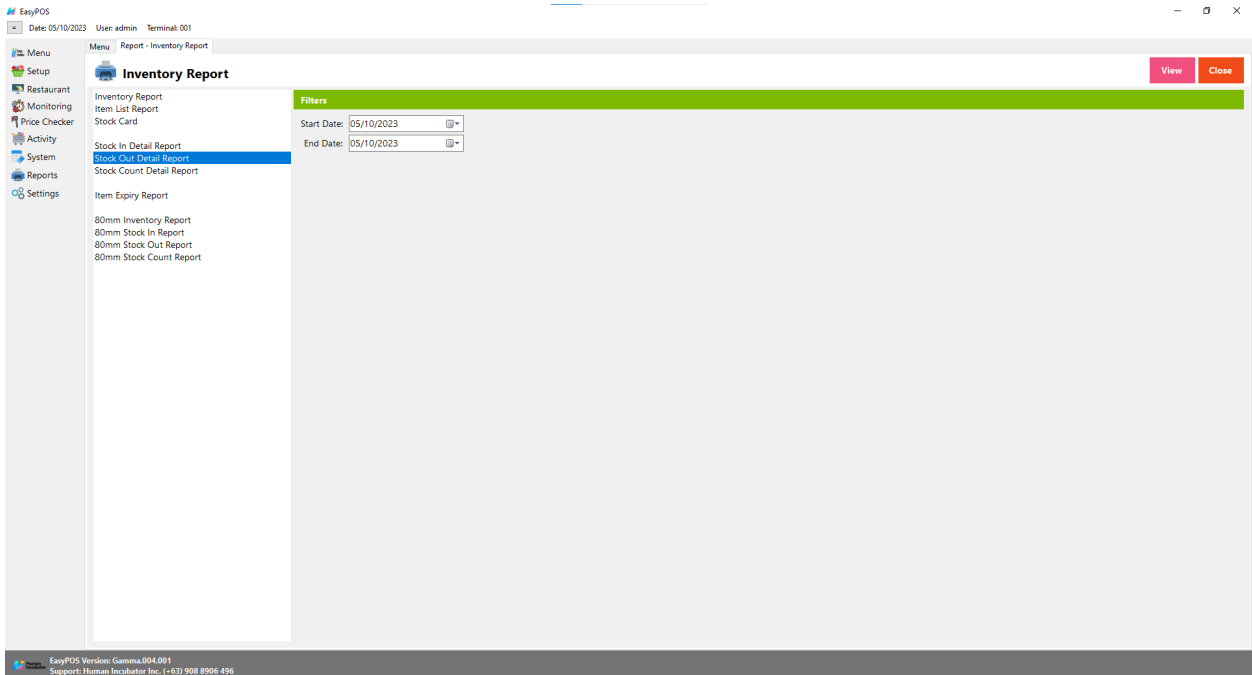 EasyPOS
Date: 05/10/2023 User: admin Terminal: 001
Menu
Setup
Restaurant
Monitoring
Price Checker
Activity
System
Reports
Settings
Menu Report - Inventory Report
Inventory Report
View Close
Inventory Report
Item List Report
Stock Card
Stock In Detail Report
Stock Out Detail Report
Stock Count Detail Report
Item Expiry Report
80mm Inventory Report
80mm Stock In Report
80mm Stock Out Report
80mm Stock Count Report
Filters
Start Date: 05/10/2023
End Date: 05/10/2023
Human
Incubator
EasyPOS Version: Gamma.004.001
Support: Human Incubator Inc. (+63) 908 8906 496